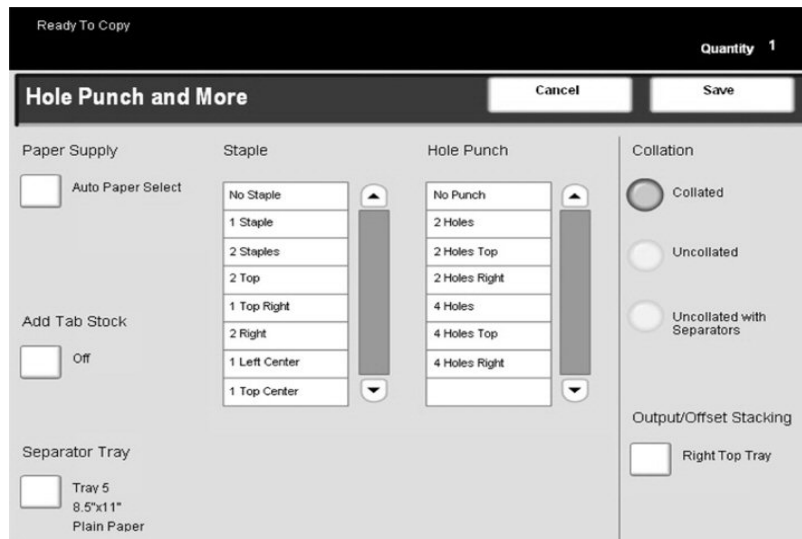 Ready To Copy
Quantity 1
Hole Punch and More
Cancel
Save
Paper Supply
Auto Paper Select
Add Tab Stock
Off
Separator Tray
Tray 5
8.5"x11"
Plain Paper
Staple
No Staple
1 Staple
2 Staples
2 Top
1 Top Right
2 Right
1 Left Center
1 Top Center
Hole Punch
No Punch
2 Holes
2 Holes Top
2 Holes Right
4 Holes
4 Holes Top
4 Holes Right
Collation
Collated
Uncollated
Uncollated with
Separators
Output/Offset Stacking
Right Top Tray